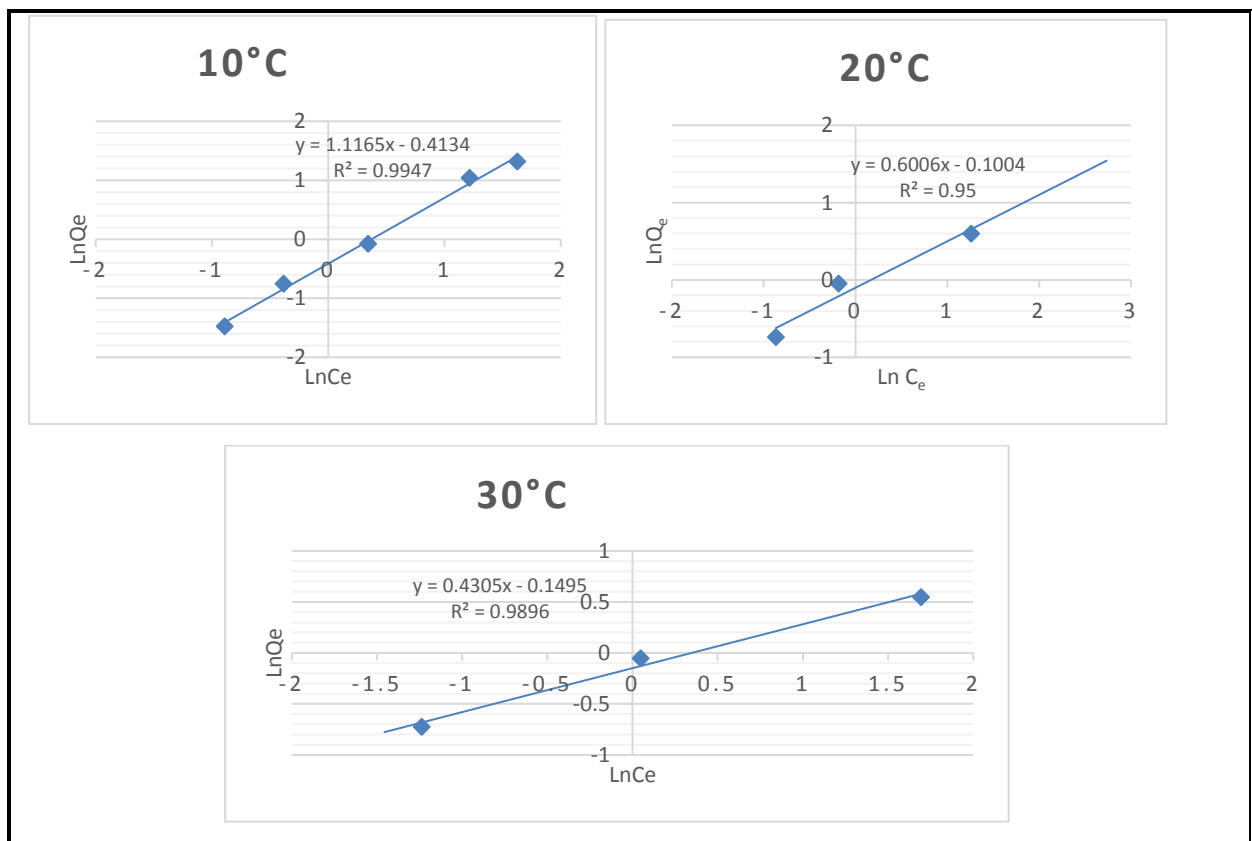 10°C
2
y = 1.1165x - 0.4134
R² = 0.9947
1
0
-2 -1 0 1 2
-1
-2
LnQe
LnCe
20°C
2
y = 0.6006x - 0.1004
R² = 0.95
1
0
-2 -1 0 1 2 3
-1
LnQₑ
Ln Cₑ
30°C
1
y = 0.4305x - 0.1495
0.5
R² = 0.9896
0
-2 -1.5 -1 -0.5 0 0.5 1 1.5 2
-0.5
-1
LnQe
LnCe